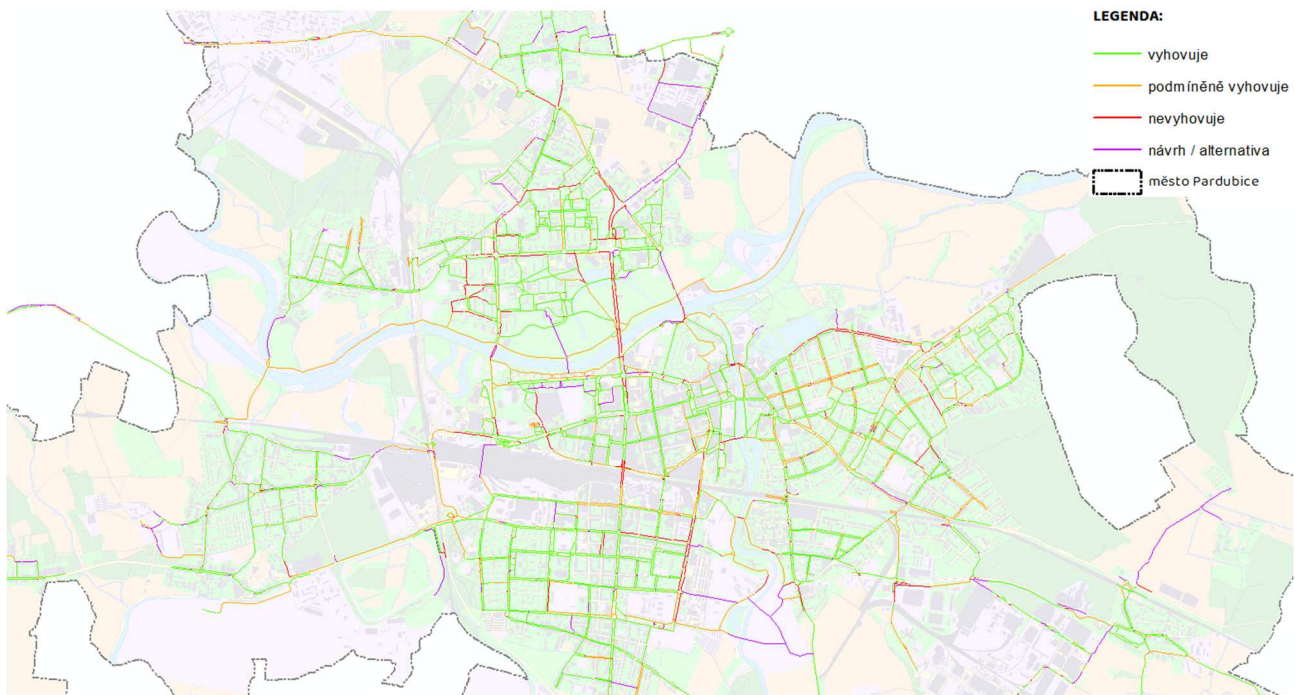 LEGENDA:
vyhovuje
podmíněně vyhovuje
nevyhovuje
návrh / alternativa
město Pardubice